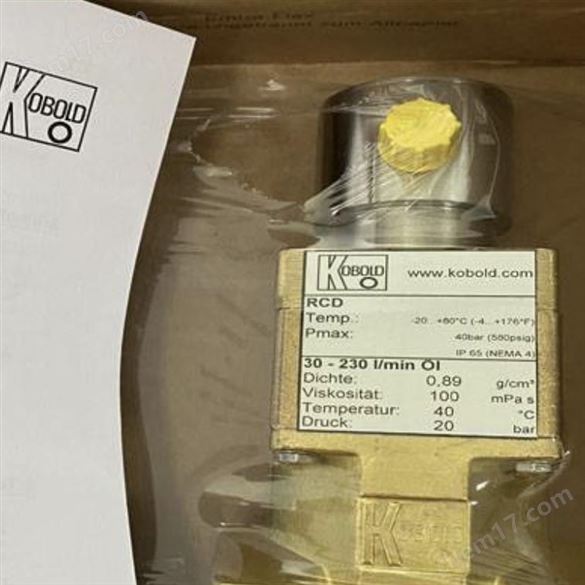 KOBOLD
KOBOLD
www.kobold.com
RCD
Temp.: -20...+80°C (-4...+176°F)
Pmax: 40bar (580psig)
IP 65 (NEMA 4)
30 - 230 l/min Öl
Dichte: 0,89 g/cm³
Viskosität: 100 mPa s
Temperatur: 40 °C
Druck: 20 bar
KOBOLD